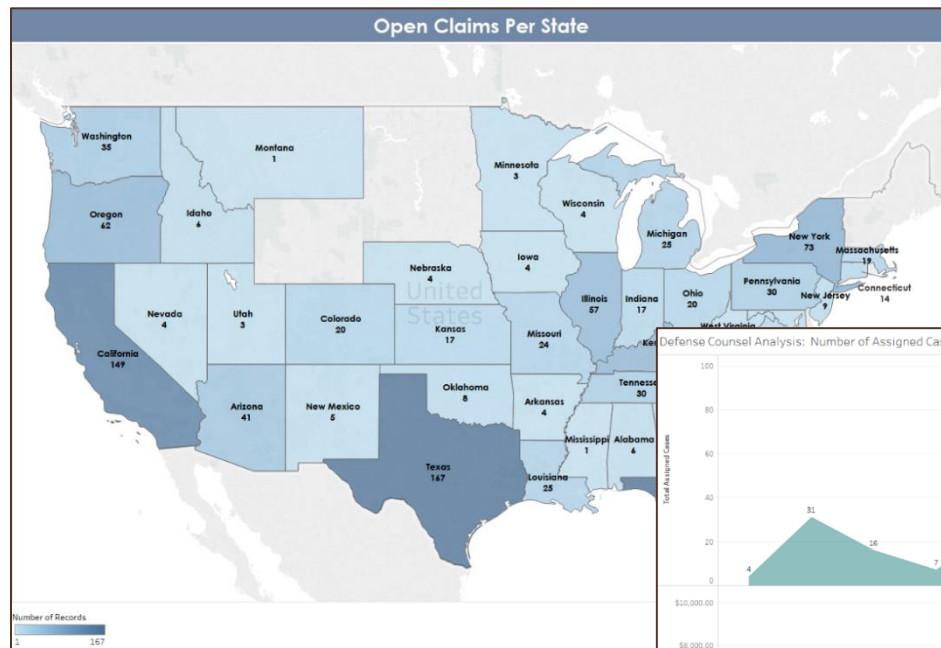 Open Claims Per State
Washington
35
Montana
1
Minnesota
3
Oregon
62
Idaho
6
Wisconsin
4
Michigan
25
New York
73
Massachusetts
19
Connecticut
14
Nebraska
4
Iowa
4
Pennsylvania
30
New Jersey
9
Nevada
4
Utah
3
Colorado
20
United
States
Kansas
17
Illinois
57
Indiana
17
Ohio
20
West Virginia
California
149
Missouri
24
Arizona
41
New Mexico
5
Oklahoma
8
Arkansas
4
Tennesse
30
Texas
167
Mississippi
1
Alabama
6
Louisiana
25
Number of Records
1 167
Defense Counsel Analysis: Number of Assigned Cas
Total Assigned Cases
100
80
60
40
20
0
4
31
16
7
$10,000.00
$8,000.00